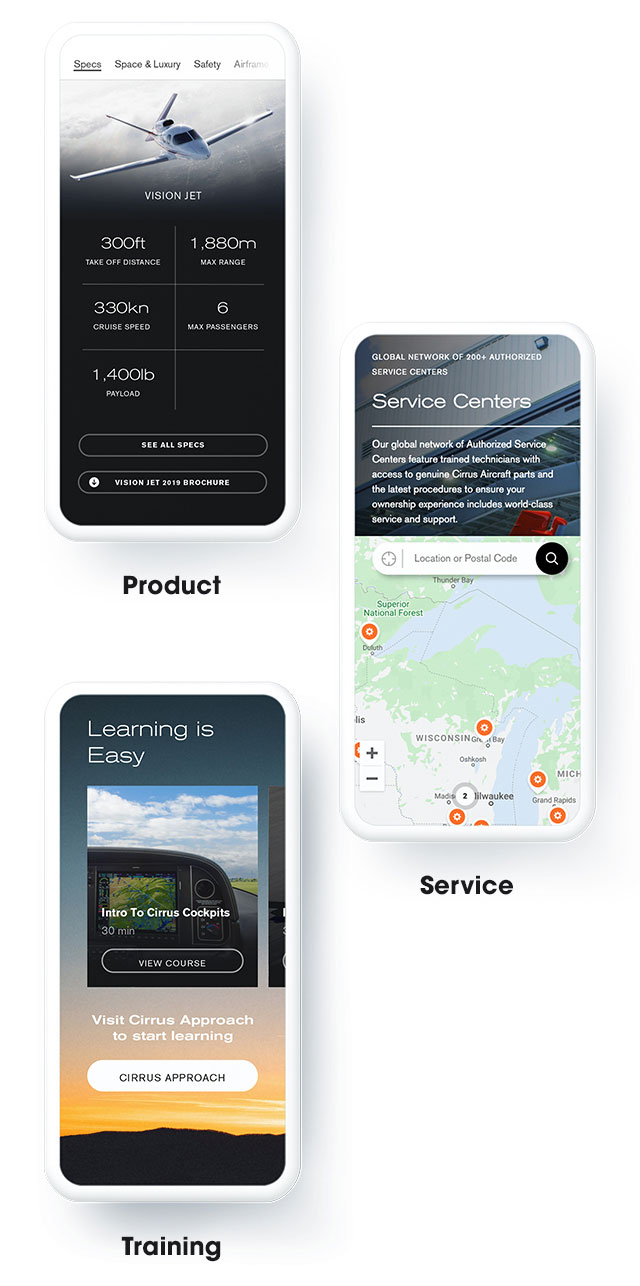 Specs Space & Luxury Safety Airframe
VISION JET
300ft
TAKE OFF DISTANCE
1,880m
MAX RANGE
330kn
CRUISE SPEED
6
MAX PASSENGERS
1,400lb
PAYLOAD
SEE ALL SPECS
VISION JET 2019 BROCHURE
Product
GLOBAL NETWORK OF 200+ AUTHORIZED
SERVICE CENTERS
Service Centers
Our global network of Authorized Service
Centers feature trained technicians with
access to genuine Cirrus Aircraft parts and
the latest procedures to ensure your
ownership experience includes world-class
service and support.
Location or Postal Code
Thunder Bay
Superior
National Forest
Duluth
lis
WISCONSIN
Green Bay
Oshkosh
MICH
Madis
2
Milwaukee
Grand Rapids
+
−
Service
Learning is
Easy
Intro To Cirrus Cockpits
30 min
VIEW COURSE
Visit Cirrus Approach
to start learning
CIRRUS APPROACH
Training